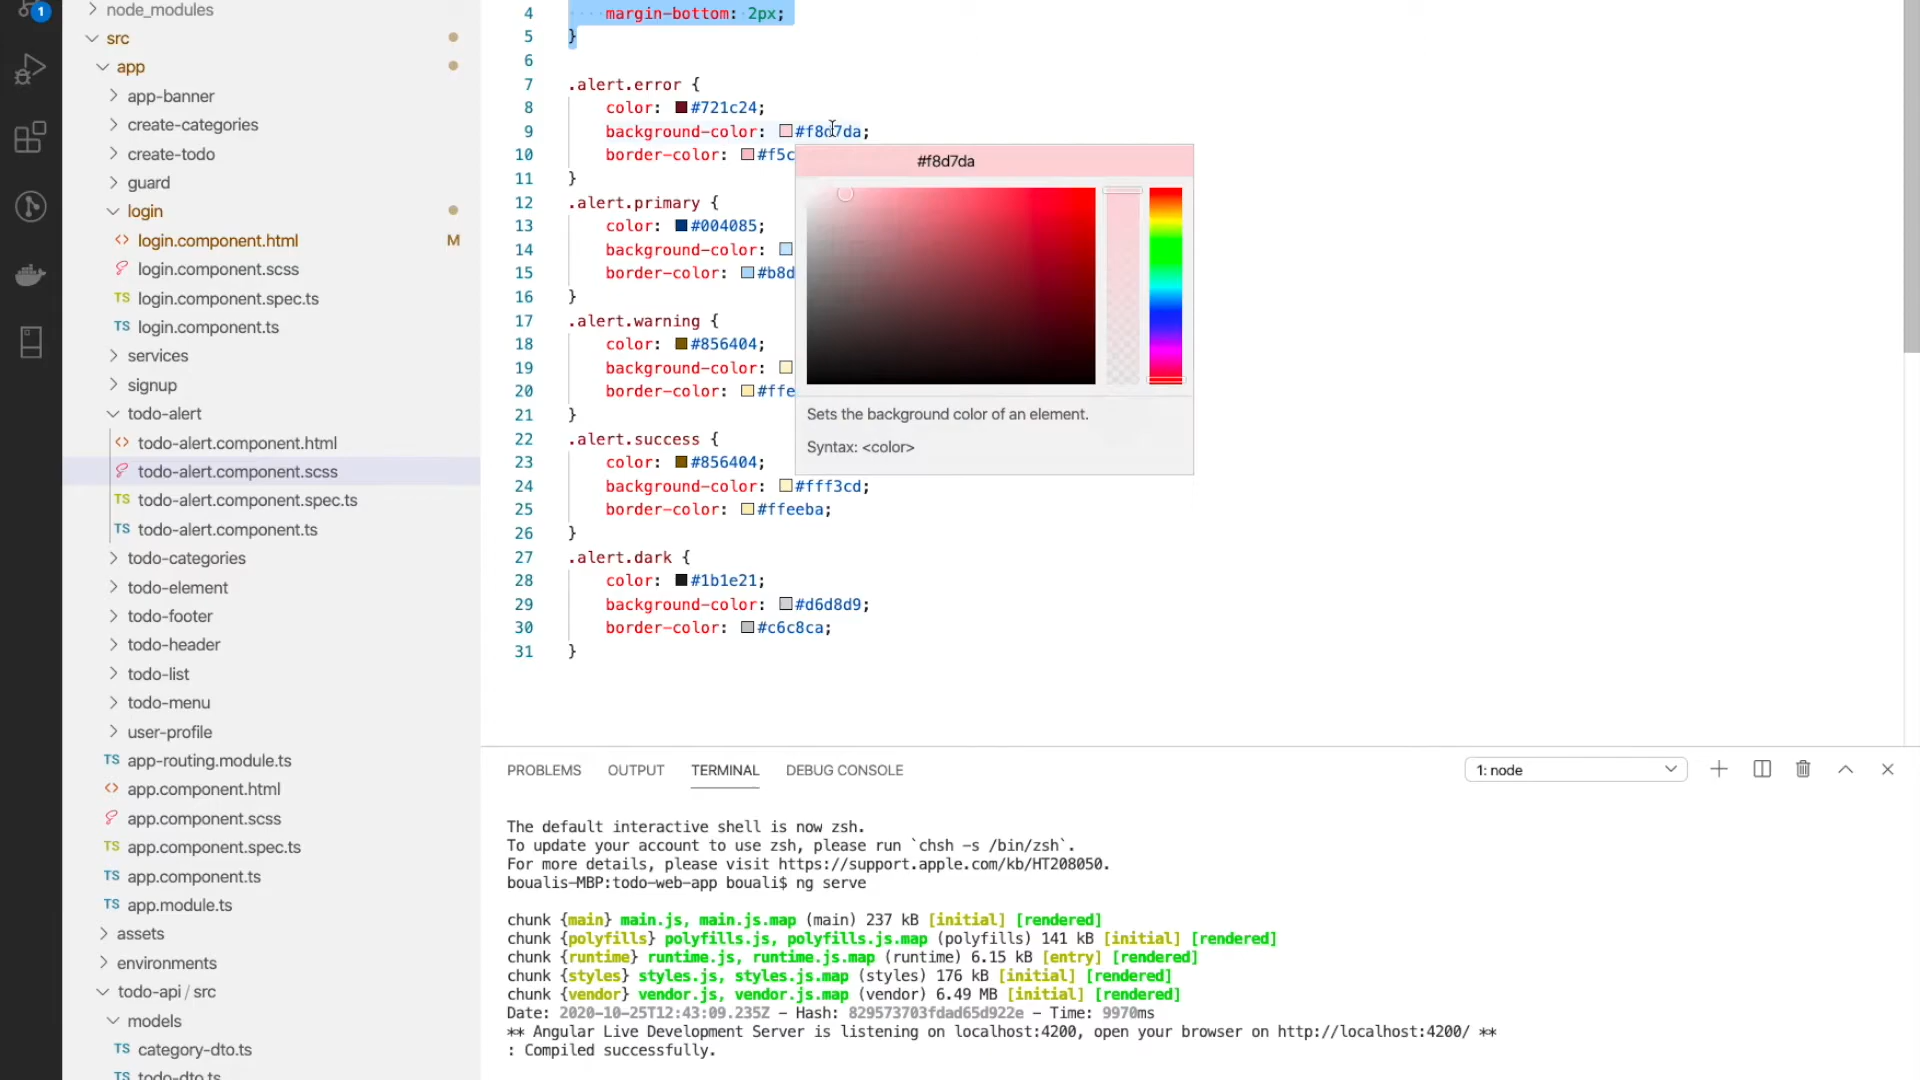 1
node_modules
src
app
app-banner
create-categories
create-todo
guard
login
<> login.component.html M
login.component.scss
TS login.component.spec.ts
TS login.component.ts
services
signup
todo-alert
<> todo-alert.component.html
todo-alert.component.scss
TS todo-alert.component.spec.ts
TS todo-alert.component.ts
todo-categories
todo-element
todo-footer
todo-header
todo-list
todo-menu
user-profile
TS app-routing.module.ts
<> app.component.html
app.component.scss
TS app.component.spec.ts
TS app.component.ts
TS app.module.ts
assets
environments
todo-api / src
models
TS category-dto.ts
TS todo-dto.ts
4 margin-bottom: 2px;
5 }
6
7 .alert.error {
8 color: #721c24;
9 background-color: #f8d7da;
10 border-color: #f5c
11 }
12 .alert.primary {
13 color: #004085;
14 background-color:
15 border-color: #b8d
16 }
17 .alert.warning {
18 color: #856404;
19 background-color:
20 border-color: #ffe
21 }
22 .alert.success {
23 color: #856404;
24 background-color: #fff3cd;
25 border-color: #ffeeba;
26 }
27 .alert.dark {
28 color: #1b1e21;
29 background-color: #d6d8d9;
30 border-color: #c6c8ca;
31 }
#f8d7da
Sets the background color of an element.
Syntax: <color>
PROBLEMS OUTPUT TERMINAL DEBUG CONSOLE 1: node
The default interactive shell is now zsh.
To update your account to use zsh, please run `chsh -s /bin/zsh`.
For more details, please visit https://support.apple.com/kb/HT208050.
boualis-MBP:todo-web-app bouali$ ng serve
chunk {main} main.js, main.js.map (main) 237 kB [initial] [rendered]
chunk {polyfills} polyfills.js, polyfills.js.map (polyfills) 141 kB [initial] [rendered]
chunk {runtime} runtime.js, runtime.js.map (runtime) 6.15 kB [entry] [rendered]
chunk {styles} styles.js, styles.js.map (styles) 176 kB [initial] [rendered]
chunk {vendor} vendor.js, vendor.js.map (vendor) 6.49 MB [initial] [rendered]
Date: 2020-10-25T12:43:09.235Z - Hash: 829573703fdad65d922e - Time: 9970ms
** Angular Live Development Server is listening on localhost:4200, open your browser on http://localhost:4200/ **
: Compiled successfully.